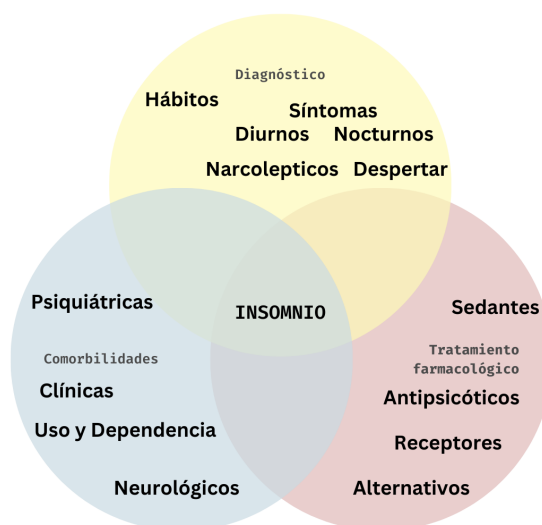 Diagnóstico
Hábitos
Síntomas
Diurnos Nocturnos
Narcolepticos Despertar
Psiquiátricas
INSOMNIO
Sedantes
Comorbilidades
Tratamiento
farmacológico
Clínicas
Antipsicóticos
Uso y Dependencia
Receptores
Neurológicos
Alternativos